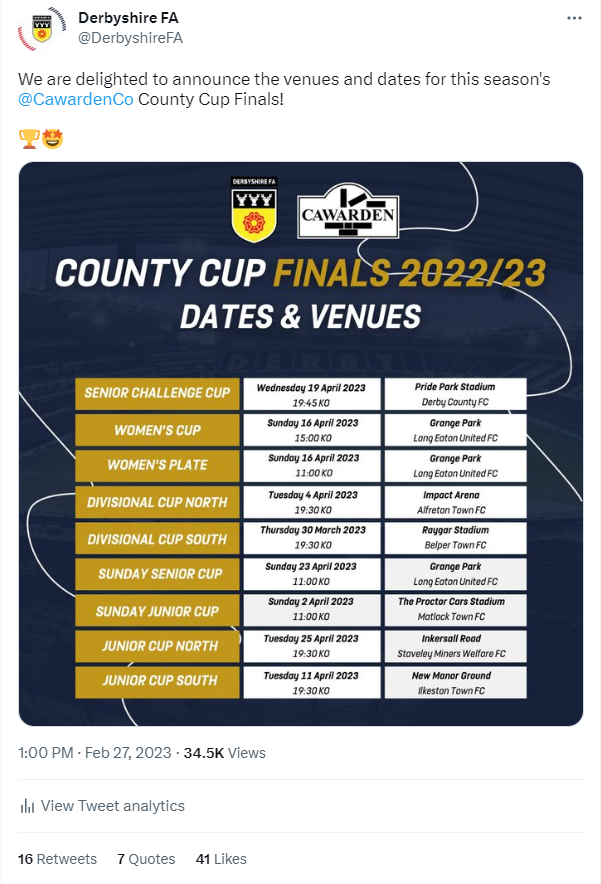 Derbyshire FA
@DerbyshireFA
We are delighted to announce the venues and dates for this season's
@CawardenCo County Cup Finals!
DERBYSHIRE FA
CAWARDEN
COUNTY CUP FINALS 2022/23
DATES & VENUES
DERBY
SENIOR CHALLENGE CUP
Wednesday 19 April 2023
19:45 KO
Pride Park Stadium
Derby County FC
WOMEN'S CUP
Sunday 16 April 2023
15:00 KO
Grange Park
Long Eaton United FC
WOMEN'S PLATE
Sunday 16 April 2023
11:00 KO
Grange Park
Long Eaton United FC
DIVISIONAL CUP NORTH
Tuesday 4 April 2023
19:30 KO
Impact Arena
Alfreton Town FC
DIVISIONAL CUP SOUTH
Thursday 30 March 2023
19:30 KO
Raygar Stadium
Belper Town FC
SUNDAY SENIOR CUP
Sunday 23 April 2023
11:00 KO
Grange Park
Long Eaton United FC
SUNDAY JUNIOR CUP
Sunday 2 April 2023
11:00 KO
The Proctor Cars Stadium
Matlock Town FC
JUNIOR CUP NORTH
Tuesday 25 April 2023
19:30 KO
Inkersall Road
Staveley Miners Welfare FC
JUNIOR CUP SOUTH
Tuesday 11 April 2023
19:30 KO
New Manor Ground
Ilkeston Town FC
1:00 PM · Feb 27, 2023 · 34.5K Views
View Tweet analytics
16 Retweets 7 Quotes 41 Likes